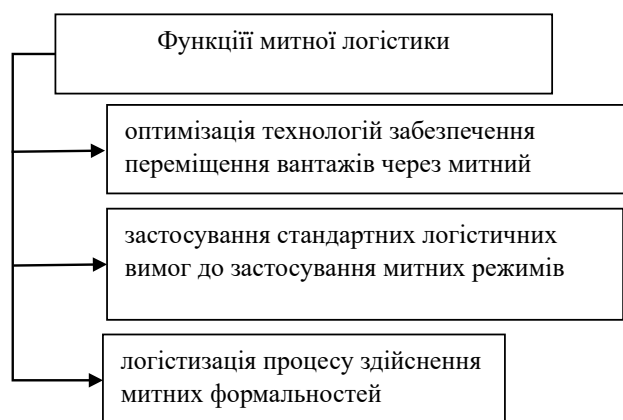 Функціїї митної логістики
оптимізація технологій забезпечення
переміщення вантажів через митний
застосування стандартних логістичних
вимог до застосування митних режимів
логістизація процесу здійснення
митних формальностей